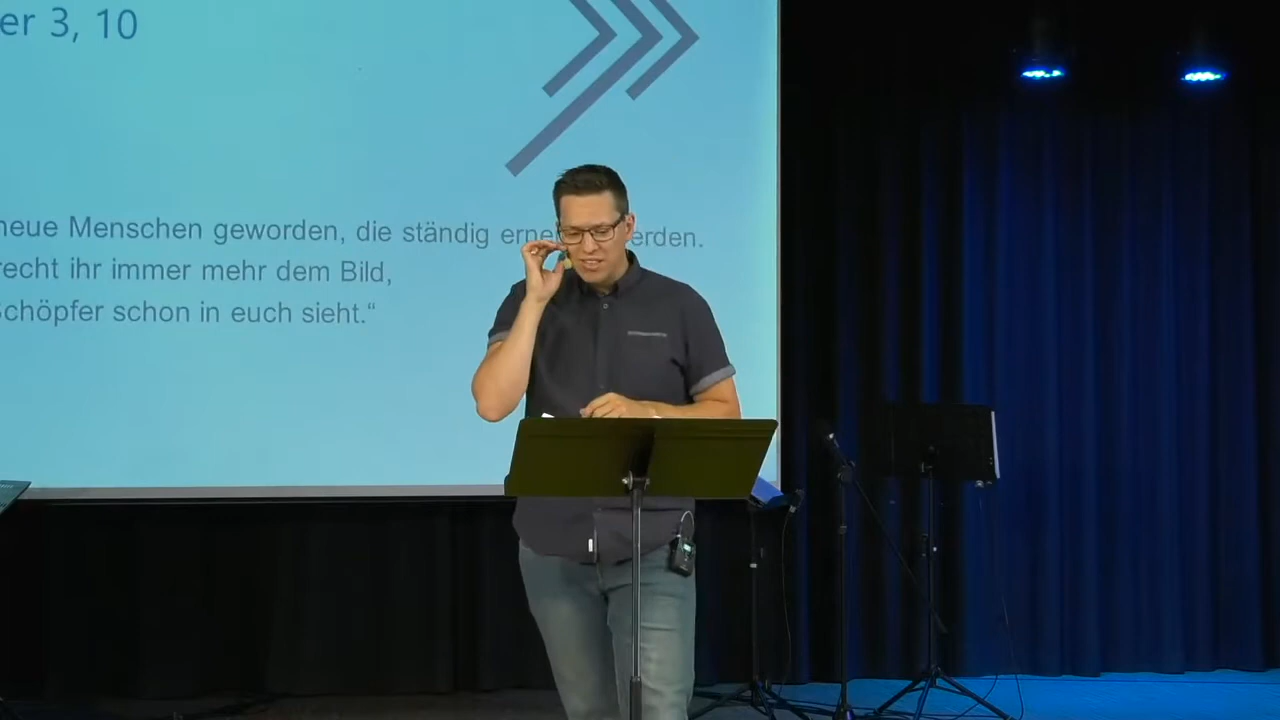 er 3, 10
neue Menschen geworden, die ständig erne erden.
recht ihr immer mehr dem Bild,
Schöpfer schon in euch sieht.“